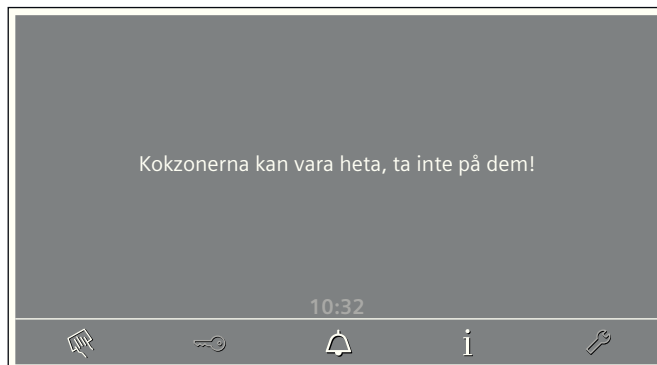 Kokzonerna kan vara heta, ta inte på dem!
10:32
i